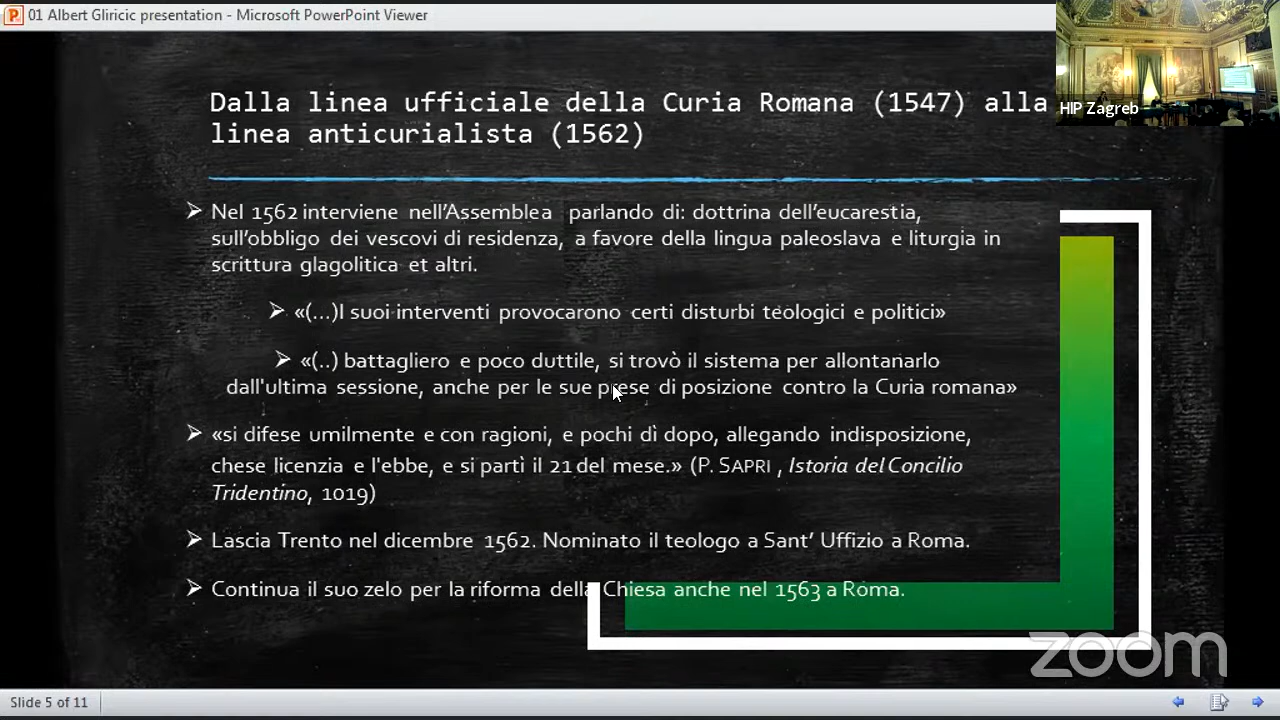 01 Albert Gliricic presentation - Microsoft PowerPoint Viewer
HIP Zagreb
Dalla linea ufficiale della Curia Romana (1547) alla
linea anticurialista (1562)
➢ Nel 1562 interviene nell’Assemblea parlando di: dottrina dell’eucarestia,
sull’obbligo dei vescovi di residenza, a favore della lingua paleoslava e liturgia in
scrittura glagolitica et altri.
➢ «(...)I suoi interventi provocarono certi disturbi teologici e politici»
➢ «(..) battagliero e poco duttile, si trovò il sistema per allontanarlo
dall'ultima sessione, anche per le sue prese di posizione contro la Curia romana»
➢ «si difese umilmente e con ragioni, e pochi dì dopo, allegando indisposizione,
chese licenzia e l'ebbe, e si partì il 21 del mese.» (P. SAPRI , Istoria del Concilio
Tridentino, 1019)
➢ Lascia Trento nel dicembre 1562. Nominato il teologo a Sant’ Uffizio a Roma.
➢ Continua il suo zelo per la riforma della Chiesa anche nel 1563 a Roma.
zoom
Slide 5 of 11